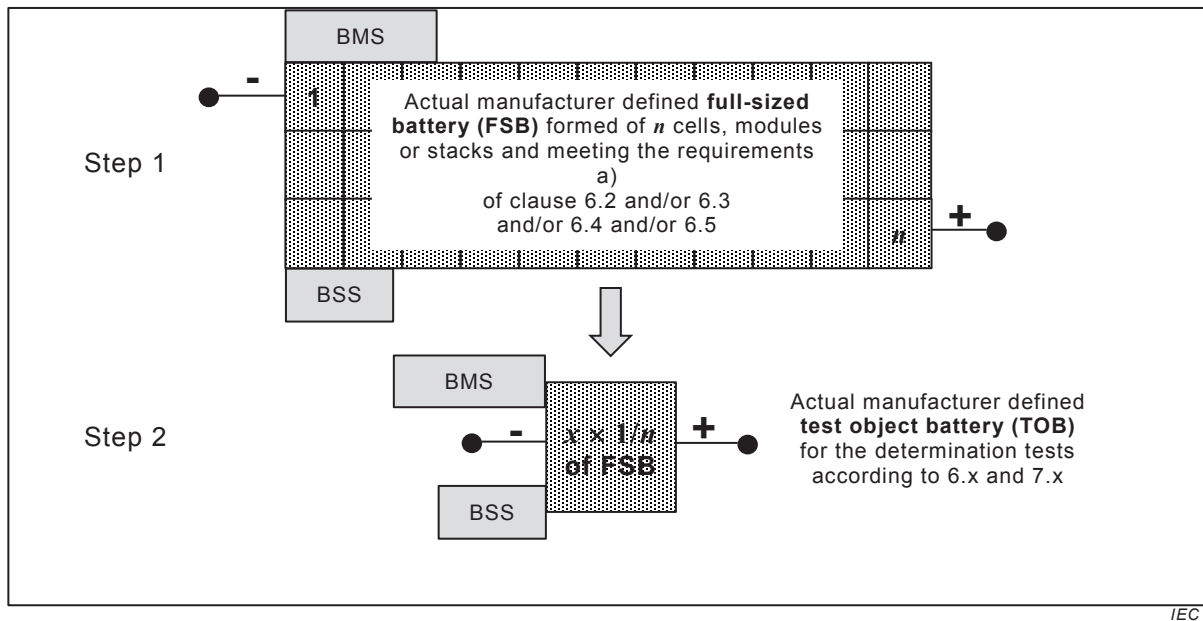 BMS
-
1
Actual manufacturer defined full-sized
battery (FSB) formed of n cells, modules
or stacks and meeting the requirements
a)
of clause 6.2 and/or 6.3
and/or 6.4 and/or 6.5
Step 1
+
n
BSS
BMS
Step 2
-
x × 1/n
of FSB
+
BSS
Actual manufacturer defined
test object battery (TOB)
for the determination tests
according to 6.x and 7.x
IEC